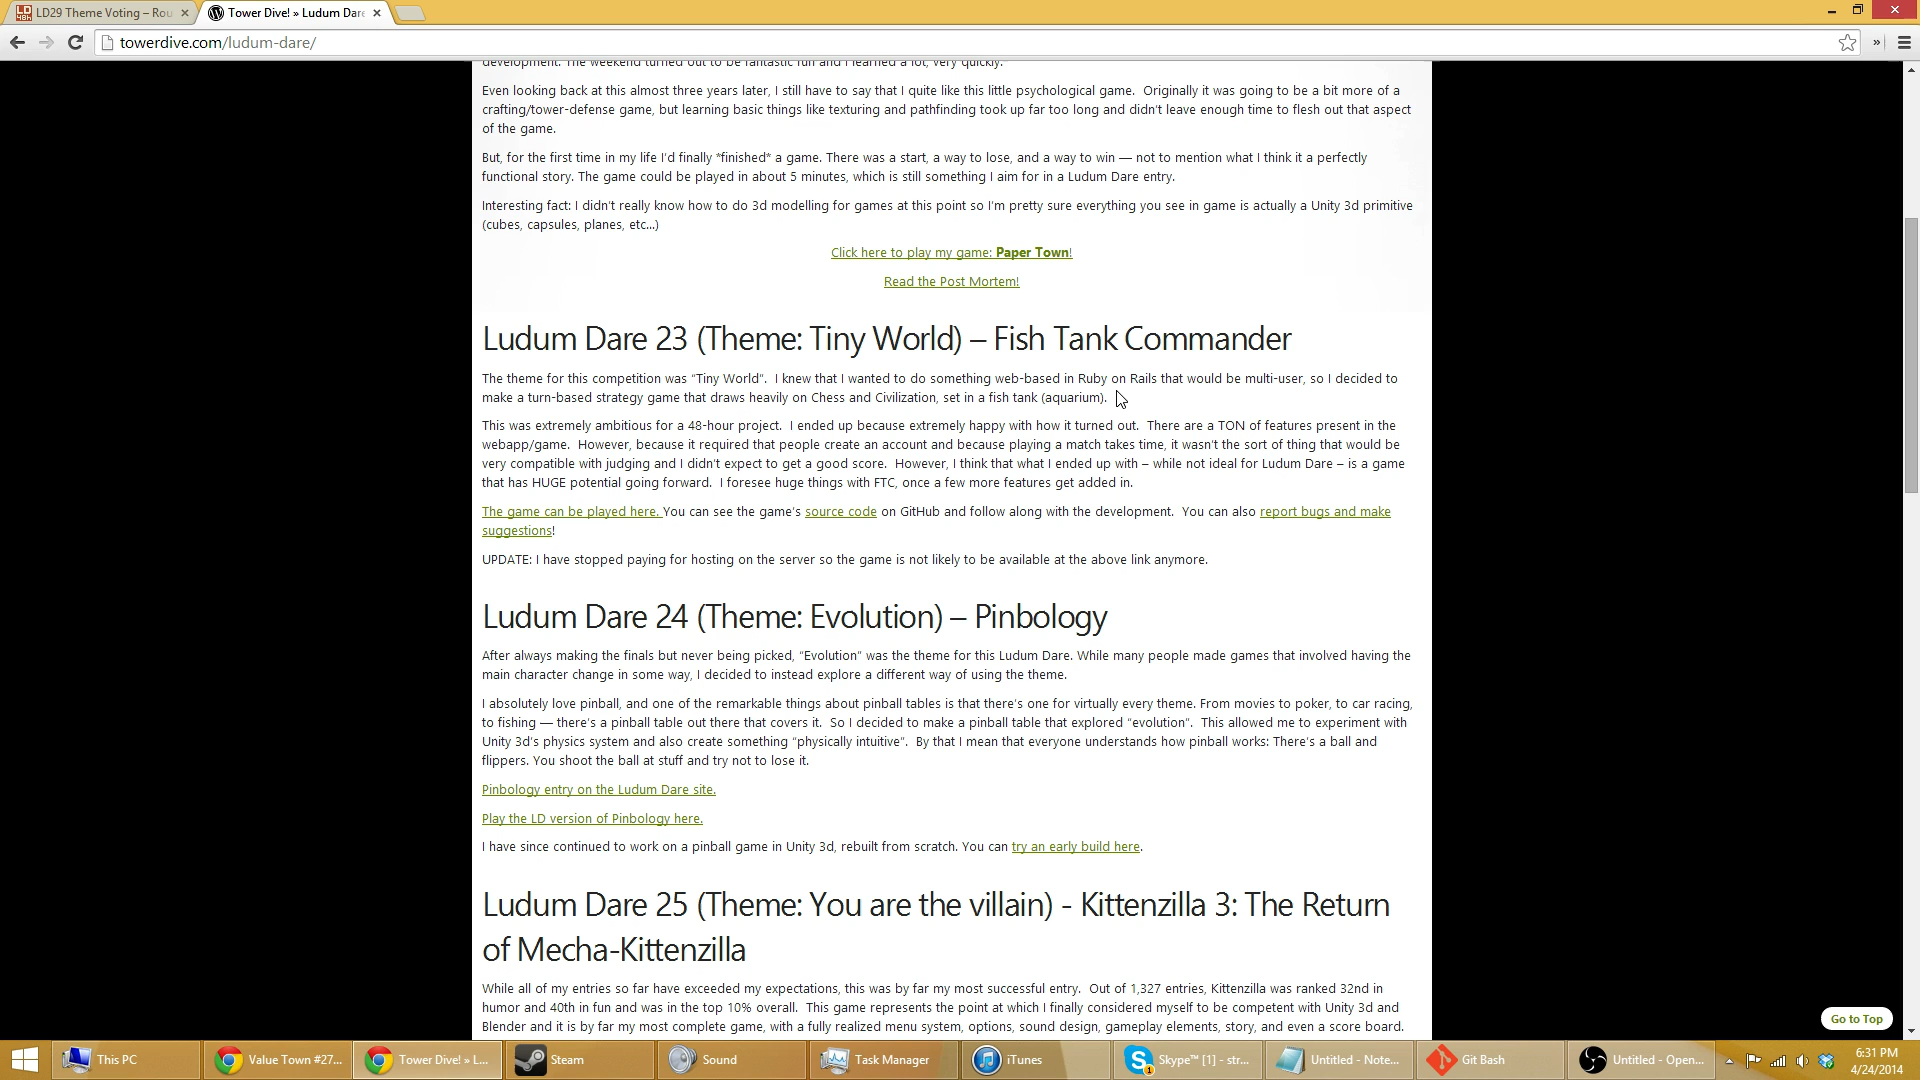 LD29 Theme Voting – Rou
Tower Dive! » Ludum Dare
towerdive.com/ludum-dare/
development. The weekend turned out to be fantastic fun and I learned a lot, very quickly.
Even looking back at this almost three years later, I still have to say that I quite like this little psychological game.  Originally it was going to be a bit more of a
crafting/tower-defense game, but learning basic things like texturing and pathfinding took up far too long and didn't leave enough time to flesh out that aspect
of the game.
But, for the first time in my life I'd finally *finished* a game. There was a start, a way to lose, and a way to win — not to mention what I think it a perfectly
functional story. The game could be played in about 5 minutes, which is still something I aim for in a Ludum Dare entry.
Interesting fact: I didn't really know how to do 3d modelling for games at this point so I'm pretty sure everything you see in game is actually a Unity 3d primitive
(cubes, capsules, planes, etc...)
Click here to play my game: Paper Town!
Read the Post Mortem!
Ludum Dare 23 (Theme: Tiny World) – Fish Tank Commander
The theme for this competition was "Tiny World".  I knew that I wanted to do something web-based in Ruby on Rails that would be multi-user, so I decided to
make a turn-based strategy game that draws heavily on Chess and Civilization, set in a fish tank (aquarium).
This was extremely ambitious for a 48-hour project.  I ended up because extremely happy with how it turned out.  There are a TON of features present in the
webapp/game.  However, because it required that people create an account and because playing a match takes time, it wasn't the sort of thing that would be
very compatible with judging and I didn't expect to get a good score.  However, I think that what I ended up with – while not ideal for Ludum Dare – is a game
that has HUGE potential going forward.  I foresee huge things with FTC, once a few more features get added in.
The game can be played here. You can see the game's source code on GitHub and follow along with the development.  You can also report bugs and make
suggestions!
UPDATE: I have stopped paying for hosting on the server so the game is not likely to be available at the above link anymore.
Ludum Dare 24 (Theme: Evolution) – Pinbology
After always making the finals but never being picked, "Evolution" was the theme for this Ludum Dare. While many people made games that involved having the
main character change in some way, I decided to instead explore a different way of using the theme.
I absolutely love pinball, and one of the remarkable things about pinball tables is that there's one for virtually every theme. From movies to poker, to car racing,
to fishing — there's a pinball table out there that covers it.  So I decided to make a pinball table that explored "evolution".  This allowed me to experiment with
Unity 3d's physics system and also create something "physically intuitive".  By that I mean that everyone understands how pinball works: There's a ball and
flippers. You shoot the ball at stuff and try not to lose it.
Pinbology entry on the Ludum Dare site.
Play the LD version of Pinbology here.
I have since continued to work on a pinball game in Unity 3d, rebuilt from scratch. You can try an early build here.
Ludum Dare 25 (Theme: You are the villain) - Kittenzilla 3: The Return
of Mecha-Kittenzilla
While all of my entries so far have exceeded my expectations, this was by far my most successful entry.  Out of 1,327 entries, Kittenzilla was ranked 32nd in
humor and 40th in fun and was in the top 10% overall.  This game represents the point at which I finally considered myself to be competent with Unity 3d and
Blender and it is by far my most complete game, with a fully realized menu system, options, sound design, gameplay elements, story, and even a score board.
Go to Top
This PC
Value Town #27...
Tower Dive! » L...
Steam
Sound
Task Manager
iTunes
Skype™ [1] - str...
Untitled - Note...
Git Bash
Untitled - Open...
6:31 PM
4/24/2014